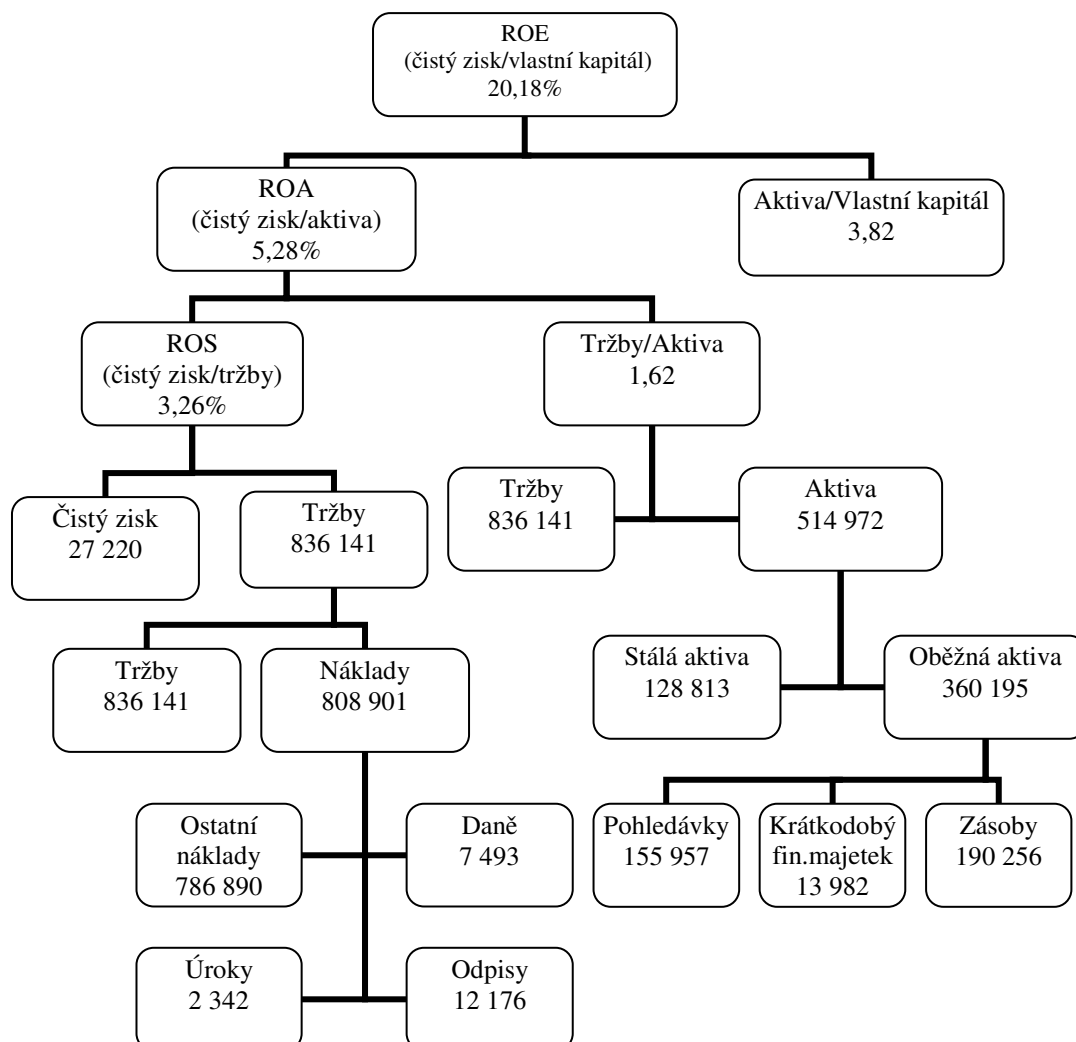 ROE
(čistý zisk/vlastní kapitál)
20,18%
ROA
(čistý zisk/aktiva)
5,28%
Aktiva/Vlastní kapitál
3,82
ROS
(čistý zisk/tržby)
3,26%
Tržby/Aktiva
1,62
Čistý zisk
27 220
Tržby
836 141
Tržby
836 141
Aktiva
514 972
Tržby
836 141
Náklady
808 901
Stálá aktiva
128 813
Oběžná aktiva
360 195
Ostatní
náklady
786 890
Daně
7 493
Pohledávky
155 957
Krátkodobý
fin.majetek
13 982
Zásoby
190 256
Úroky
2 342
Odpisy
12 176